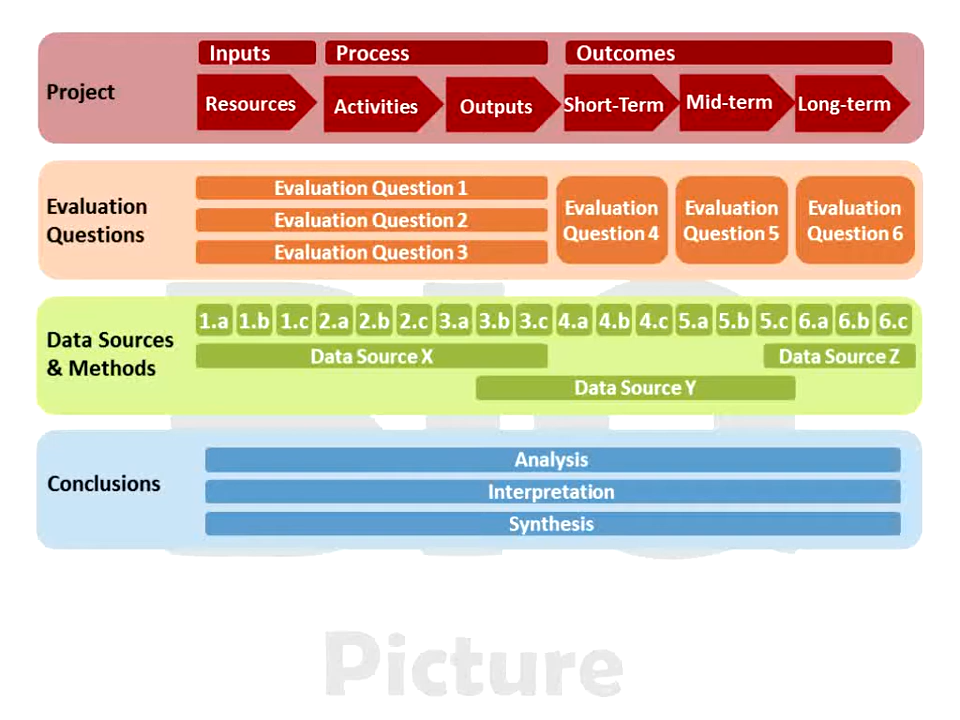 Inputs Process Outcomes
Project
Resources Activities Outputs Short-Term Mid-term Long-term
Evaluation
Questions
Evaluation Question 1
Evaluation Question 2
Evaluation Question 3
Evaluation
Question 4
Evaluation
Question 5
Evaluation
Question 6
Data Sources
& Methods
1.a 1.b 1.c 2.a 2.b 2.c 3.a 3.b 3.c 4.a 4.b 4.c 5.a 5.b 5.c 6.a 6.b 6.c
Data Source X
Data Source Z
Data Source Y
Conclusions
Analysis
Interpretation
Synthesis
Picture